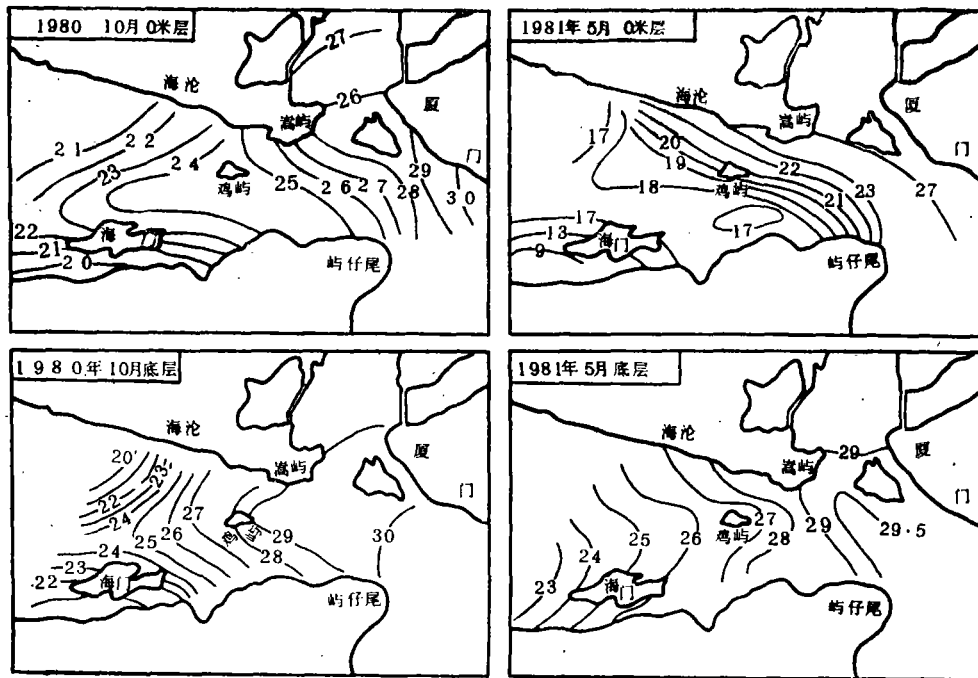 1980 10月0米层
27
海沧
26
嵩屿
厦
门
21
22
23
24
鸡屿
25
26
27
28
29
30
22
21
20
海
门
屿仔尾
1981年5月0米层
海沧
嵩屿
厦
门
17
20
19
18
22
鸡屿
21
23
27
17
17
13
9
海
门
屿仔尾
1980年10月底层
海沧
嵩屿
厦
门
20
22
23
24
27
26
25
24
23
22
鸡屿
29
28
30
海门
屿仔尾
1981年5月底层
海沧
嵩屿
厦
门
29
27
鸡屿
26
28
29
29.5
25
24
23
海
门
屿仔尾